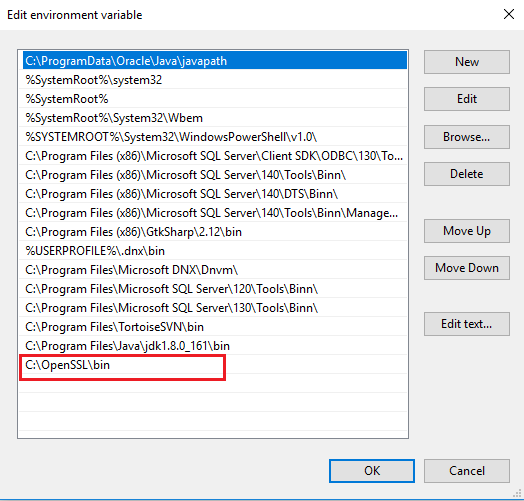 Edit environment variable
C:\ProgramData\Oracle\Java\javapath
%SystemRoot%\system32
%SystemRoot%
%SystemRoot%\System32\Wbem
%SYSTEMROOT%\System32\WindowsPowerShell\v1.0\
C:\Program Files (x86)\Microsoft SQL Server\Client SDK\ODBC\130\To...
C:\Program Files (x86)\Microsoft SQL Server\140\Tools\Binn\
C:\Program Files (x86)\Microsoft SQL Server\140\DTS\Binn\
C:\Program Files (x86)\Microsoft SQL Server\140\Tools\Binn\Manage...
C:\Program Files (x86)\GtkSharp\2.12\bin
%USERPROFILE%\.dnx\bin
C:\Program Files\Microsoft DNX\Dnvm\
C:\Program Files\Microsoft SQL Server\120\Tools\Binn\
C:\Program Files\Microsoft SQL Server\130\Tools\Binn\
C:\Program Files\TortoiseSVN\bin
C:\Program Files\Java\jdk1.8.0_161\bin
C:\OpenSSL\bin
New
Edit
Browse...
Delete
Move Up
Move Down
Edit text...
OK
Cancel